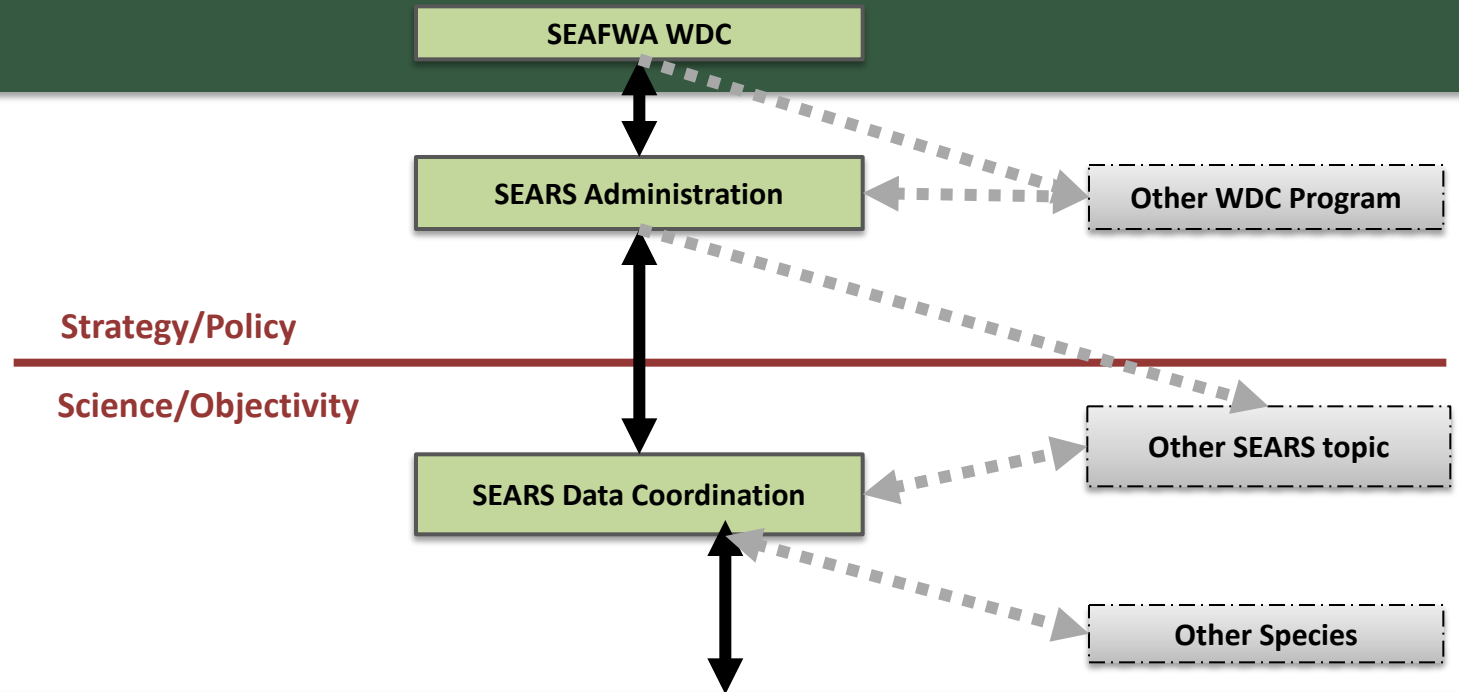 SEAFWA WDC
SEARS Administration
Other WDC Program
Strategy/Policy
Science/Objectivity
Other SEARS topic
SEARS Data Coordination
Other Species